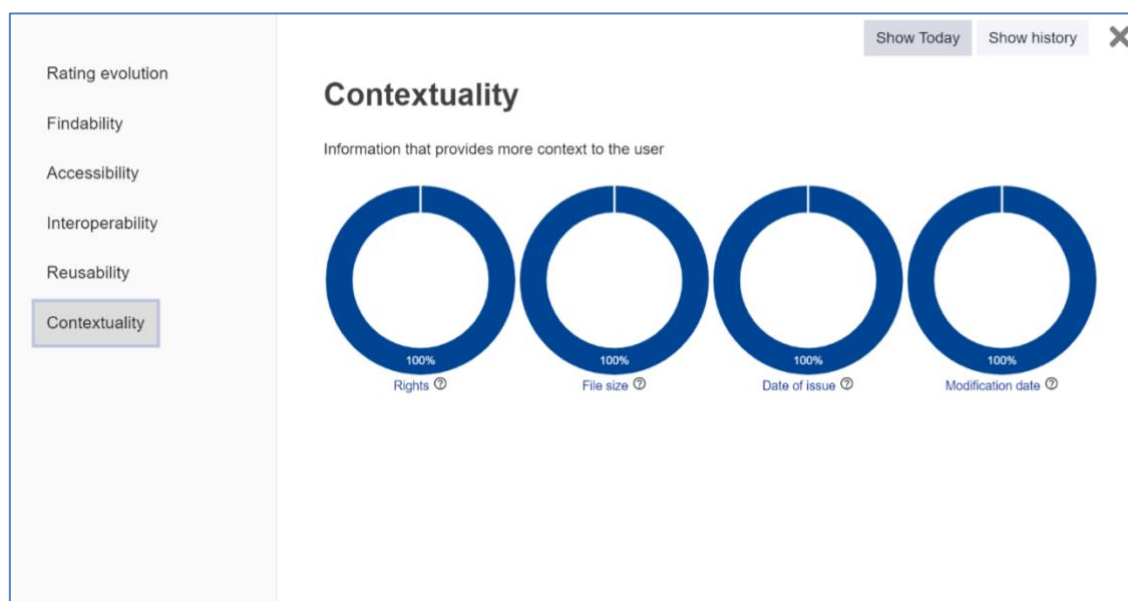 Show Today Show history
Rating evolution
Findability
Accessibility
Interoperability
Reusability
Contextuality
Contextuality
Information that provides more context to the user
100% 100% 100% 100%
Rights File size Date of issue Modification date